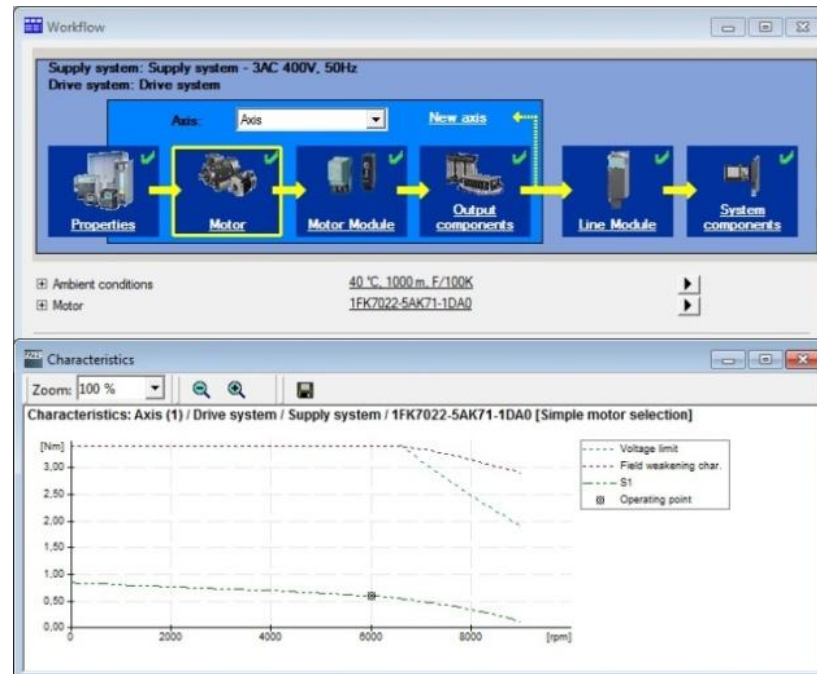 Workflow
Supply system: Supply system - 3AC 400V, 50Hz
Drive system: Drive system
Axis: Axis New axis
Properties Motor Motor Module Output components Line Module System components
Ambient conditions 40 °C, 1000 m, F/100K
Motor 1FK7022-5AK71-1DA0
Characteristics
Zoom: 100 %
Characteristics: Axis (1) / Drive system / Supply system / 1FK7022-5AK71-1DA0 [Simple motor selection]
[Nm]
3,00
2,50
2,00
1,50
1,00
0,50
0,00
0 2000 4000 6000 8000 [rpm]
Voltage limit
Field weakening char.
S1
Operating point